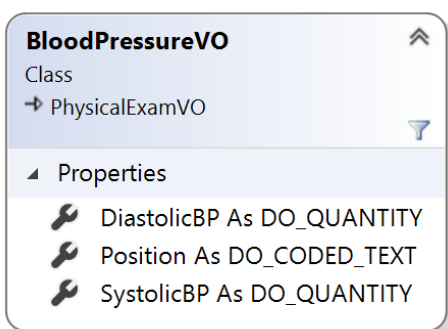 BloodPressureVO
Class
PhysicalExamVO
Properties
DiastolicBP As DO_QUANTITY
Position As DO_CODED_TEXT
SystolicBP As DO_QUANTITY